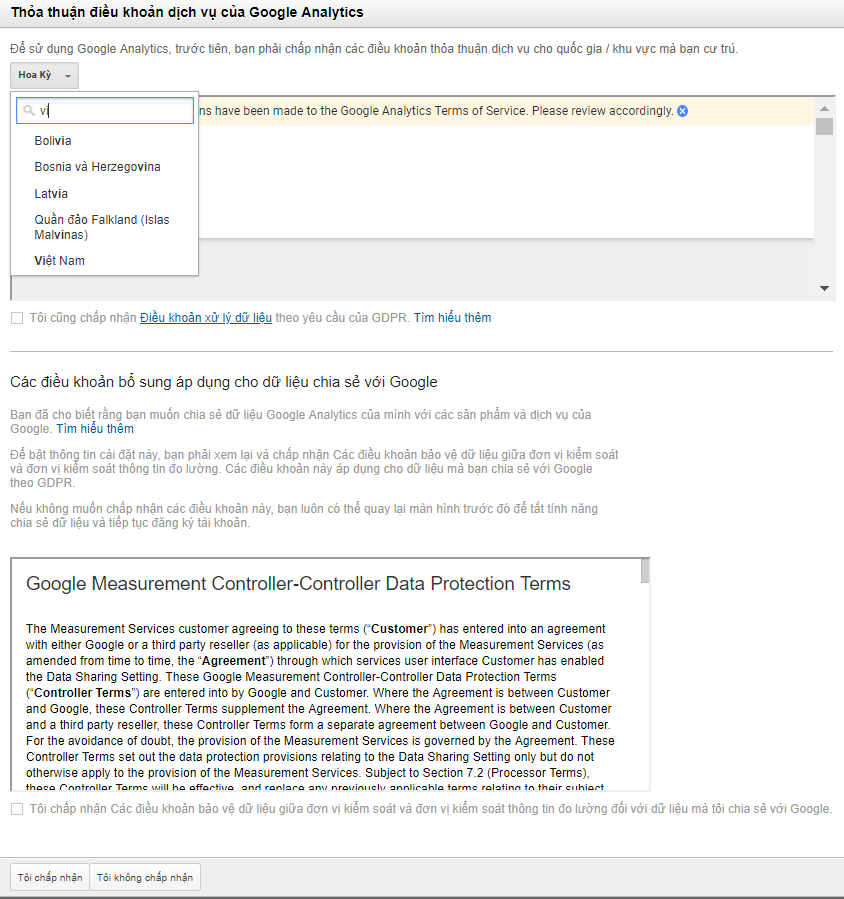 Thỏa thuận điều khoản dịch vụ của Google Analytics
Để sử dụng Google Analytics, trước tiên, bạn phải chấp nhận các điều khoản thỏa thuận dịch vụ cho quốc gia / khu vực mà bạn cư trú.
Hoa Kỳ
vi
ns have been made to the Google Analytics Terms of Service. Please review accordingly.
Bolivia
Bosnia và Herzegovina
Latvia
Quần đảo Falkland (Islas
Malvinas)
Việt Nam
Tôi cũng chấp nhận Điều khoản xử lý dữ liệu theo yêu cầu của GDPR. Tìm hiểu thêm
Các điều khoản bổ sung áp dụng cho dữ liệu chia sẻ với Google
Bạn đã cho biết rằng bạn muốn chia sẻ dữ liệu Google Analytics của mình với các sản phẩm và dịch vụ của
Google. Tìm hiểu thêm
Để bật thông tin cài đặt này, bạn phải xem lại và chấp nhận Các điều khoản bảo vệ dữ liệu giữa đơn vị kiểm soát
và đơn vị kiểm soát thông tin đo lường. Các điều khoản này áp dụng cho dữ liệu mà bạn chia sẻ với Google
theo GDPR.
Nếu không muốn chấp nhận các điều khoản này, bạn luôn có thể quay lại màn hình trước đó để tắt tính năng
chia sẻ dữ liệu và tiếp tục đăng ký tài khoản.
Google Measurement Controller-Controller Data Protection Terms
The Measurement Services customer agreeing to these terms (“Customer”) has entered into an agreement
with either Google or a third party reseller (as applicable) for the provision of the Measurement Services (as
amended from time to time, the “Agreement”) through which services user interface Customer has enabled
the Data Sharing Setting. These Google Measurement Controller-Controller Data Protection Terms
(“Controller Terms”) are entered into by Google and Customer. Where the Agreement is between Customer
and Google, these Controller Terms supplement the Agreement. Where the Agreement is between Customer
and a third party reseller, these Controller Terms form a separate agreement between Google and Customer.
For the avoidance of doubt, the provision of the Measurement Services is governed by the Agreement. These
Controller Terms set out the data protection provisions relating to the Data Sharing Setting only but do not
otherwise apply to the provision of the Measurement Services. Subject to Section 7.2 (Processor Terms),
these Controller Terms will be effective, and replace any previously applicable terms relating to their subject
Tôi chấp nhận Các điều khoản bảo vệ dữ liệu giữa đơn vị kiểm soát và đơn vị kiểm soát thông tin đo lường đối với dữ liệu mà tôi chia sẻ với Google.
Tôi chấp nhận
Tôi không chấp nhận